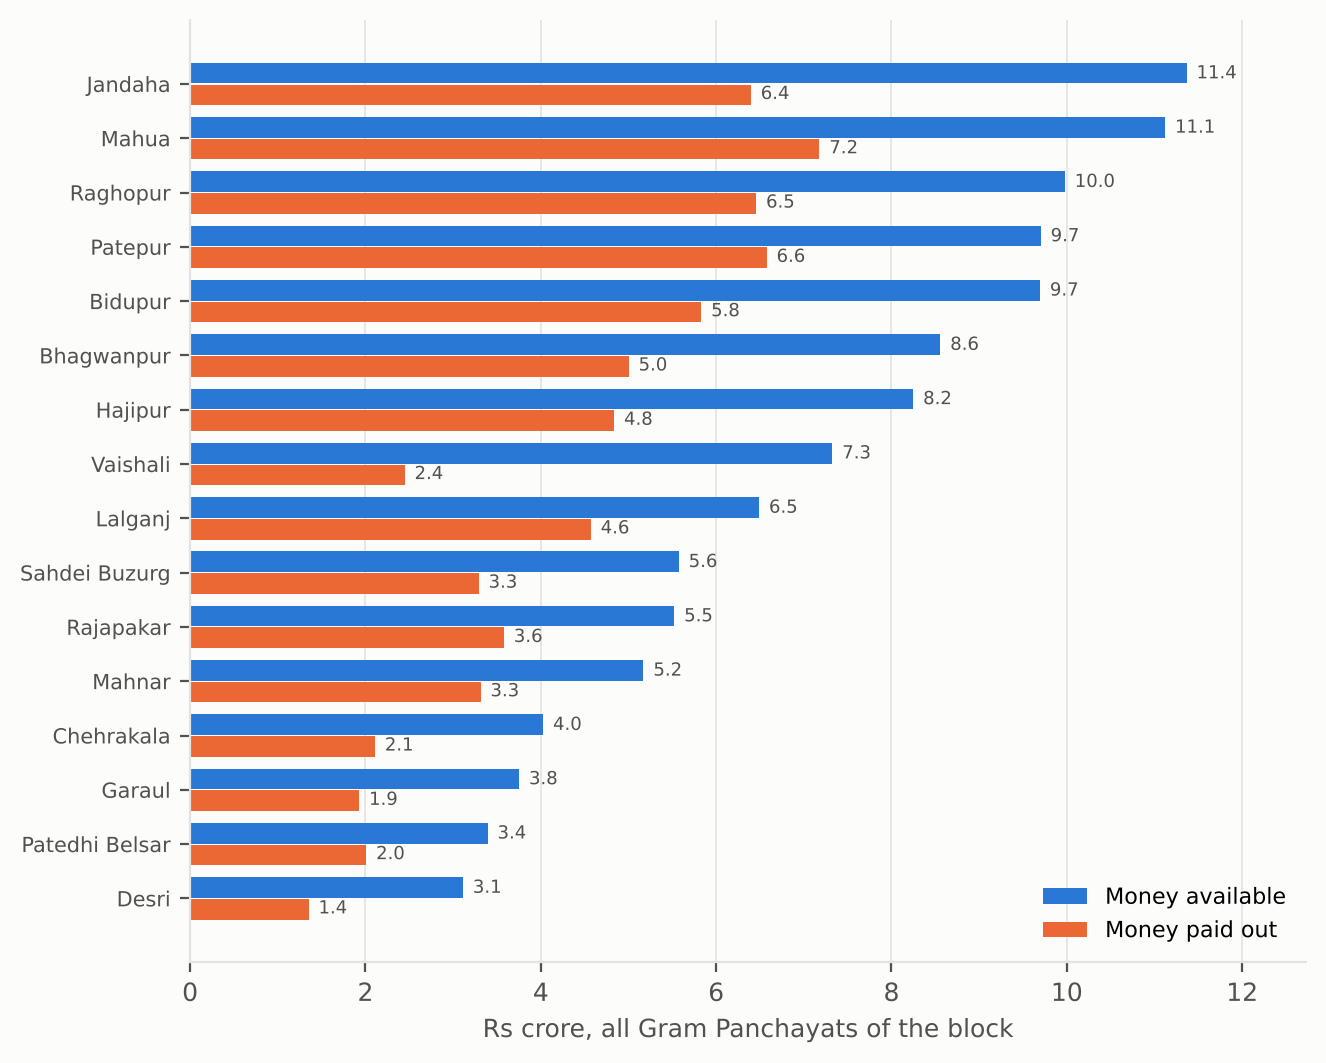 Jandaha 11.4
6.4
Mahua 11.1
7.2
Raghopur 10.0
6.5
Patepur 9.7
6.6
Bidupur 9.7
5.8
Bhagwanpur 8.6
5.0
Hajipur 8.2
4.8
Vaishali 7.3
2.4
Lalganj 6.5
4.6
Sahdei Buzurg 5.6
3.3
Rajapakar 5.5
3.6
Mahnar 5.2
3.3
Chehrakala 4.0
2.1
Garaul 3.8
1.9
Patedhi Belsar 3.4
2.0
Desri 3.1
1.4
Money available
Money paid out
0 2 4 6 8 10 12
Rs crore, all Gram Panchayats of the block